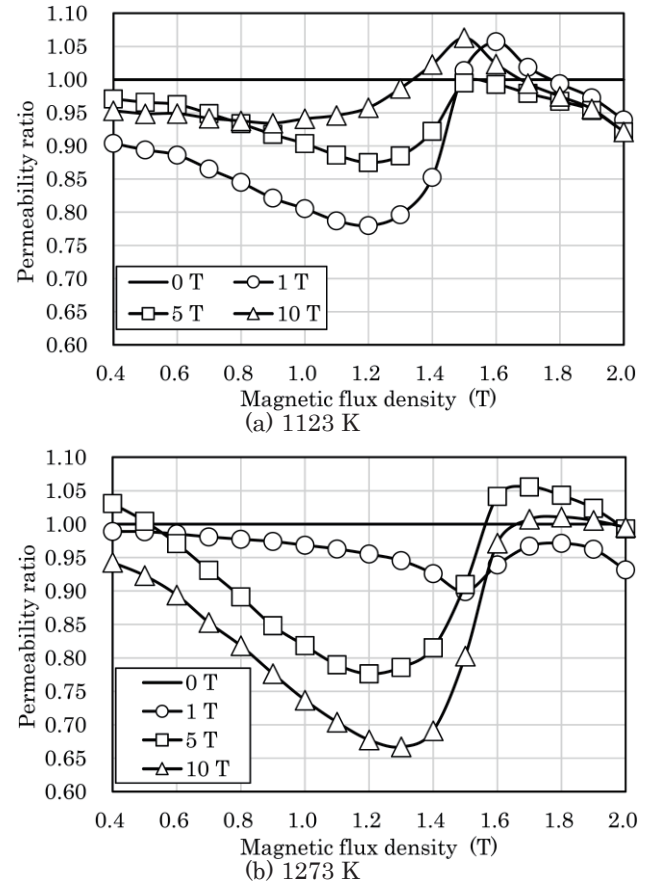 1.10
1.05
1.00
0.95
0.90
0.85
0.80
0.75
0.70
0.65
0.60
Permeability ratio
0 T 1 T
5 T 10 T
0.4 0.6 0.8 1.0 1.2 1.4 1.6 1.8 2.0
Magnetic flux density (T)
(a) 1123 K
1.10
1.05
1.00
0.95
0.90
0.85
0.80
0.75
0.70
0.65
0.60
Permeability ratio
0 T
1 T
5 T
10 T
0.4 0.6 0.8 1.0 1.2 1.4 1.6 1.8 2.0
Magnetic flux density (T)
(b) 1273 K